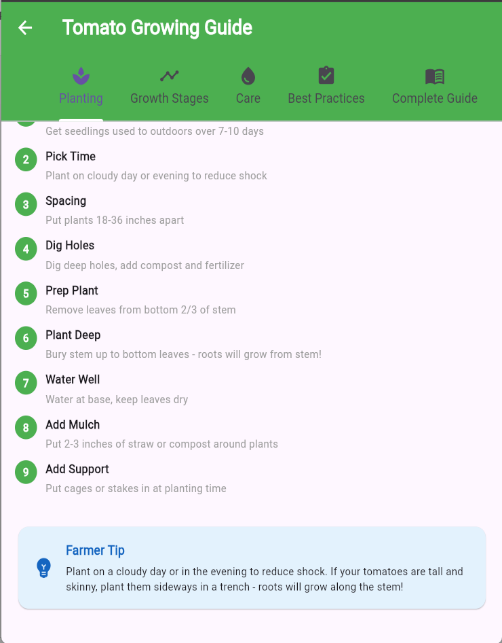 Tomato Growing Guide
Planting
Growth Stages
Care
Best Practices
Complete Guide
Get seedlings used to outdoors over 7-10 days
2
Pick Time
Plant on cloudy day or evening to reduce shock
3
Spacing
Put plants 18-36 inches apart
4
Dig Holes
Dig deep holes, add compost and fertilizer
5
Prep Plant
Remove leaves from bottom 2/3 of stem
6
Plant Deep
Bury stem up to bottom leaves - roots will grow from stem!
7
Water Well
Water at base, keep leaves dry
8
Add Mulch
Put 2-3 inches of straw or compost around plants
9
Add Support
Put cages or stakes in at planting time
Farmer Tip
Plant on a cloudy day or in the evening to reduce shock. If your tomatoes are tall and
skinny, plant them sideways in a trench - roots will grow along the stem!